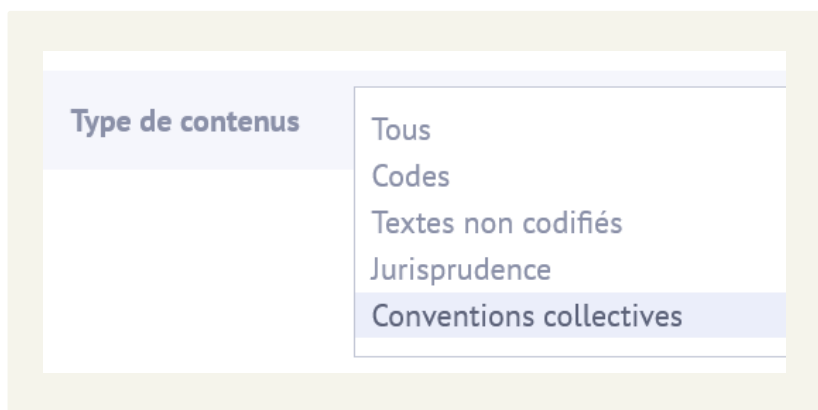 Type de contenus
Tous
Codes
Textes non codifiés
Jurisprudence
Conventions collectives